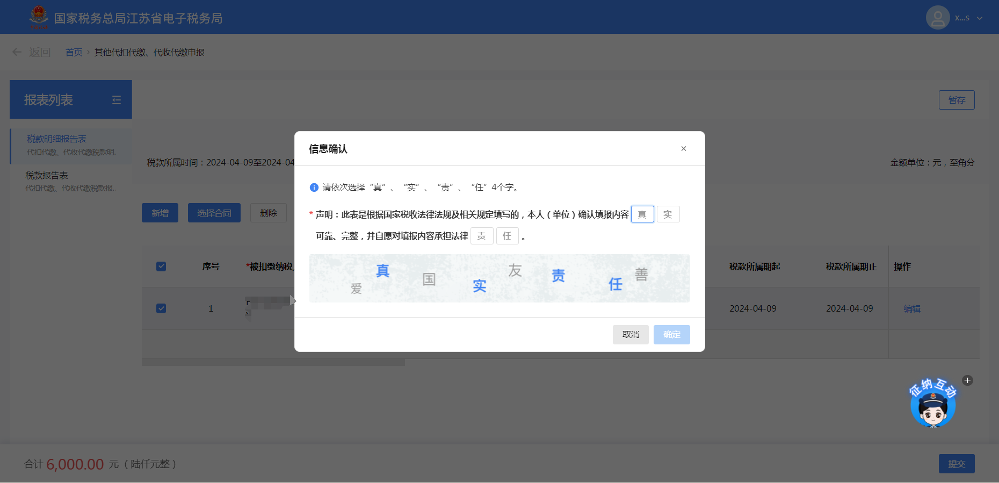 国家税务总局江苏省电子税务局
x...s
返回 首页 › 其他代扣代缴、代收代缴申报
报表列表
暂存
税款明细报告表
代扣代缴、代收代缴税款明.
税款所属时间：2024-04-09至2024-04
金额单位：元，至角分
税款报告表
代扣代缴、代收代缴税款报..
新增 选择合同 删除
信息确认 ×
请依次选择“真”、“实”、“责”、“任”4个字。
* 声明：此表是根据国家税收法律法规及相关规定填写的，本人（单位）确认填报内容 真 实
可靠、完整，并自愿对填报内容承担法律 责 任 。
爱 真 国 实 友 责 任 善
取消 确定
序号 *被扣缴纳税 税款所属期起 税款所属期止 操作
1 2024-04-09 2024-04-09 编辑
征纳互动
合计 6,000.00 元（陆仟元整）
提交